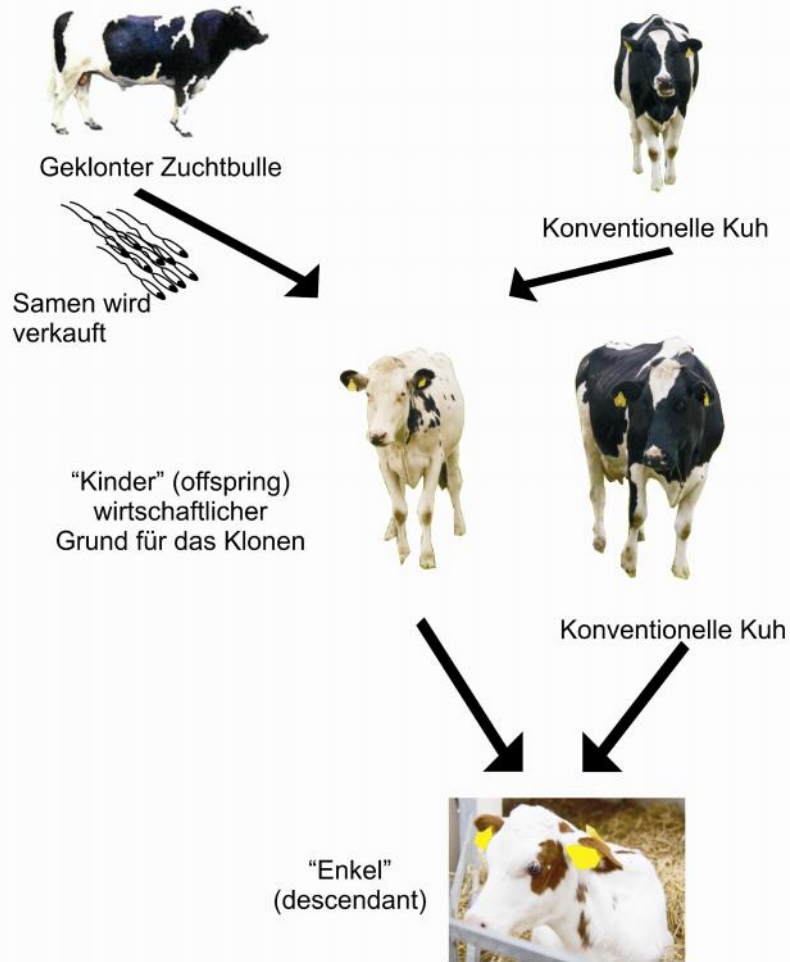 Geklonter Zuchtbulle
Konventionelle Kuh
Samen wird
verkauft
“Kinder” (offspring)
wirtschaftlicher
Grund für das Klonen
Konventionelle Kuh
“Enkel”
(descendant)